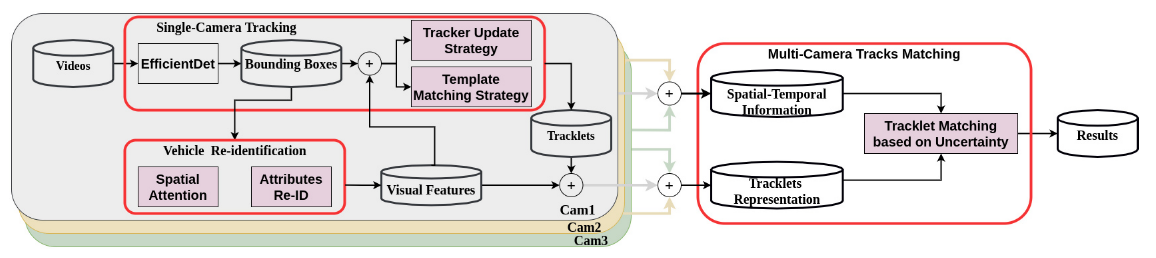 Single-Camera Tracking
Videos
EfficientDet
Bounding Boxes
+
Tracker Update
Strategy
Template
Matching Strategy
Tracklets
Vehicle Re-identification
Spatial
Attention
Attributes
Re-ID
Visual Features
+
Cam1
Cam2
Cam3
+
+
Multi-Camera Tracks Matching
Spatial-Temporal
Information
Tracklets
Representation
Tracklet Matching
based on Uncertainty
Results